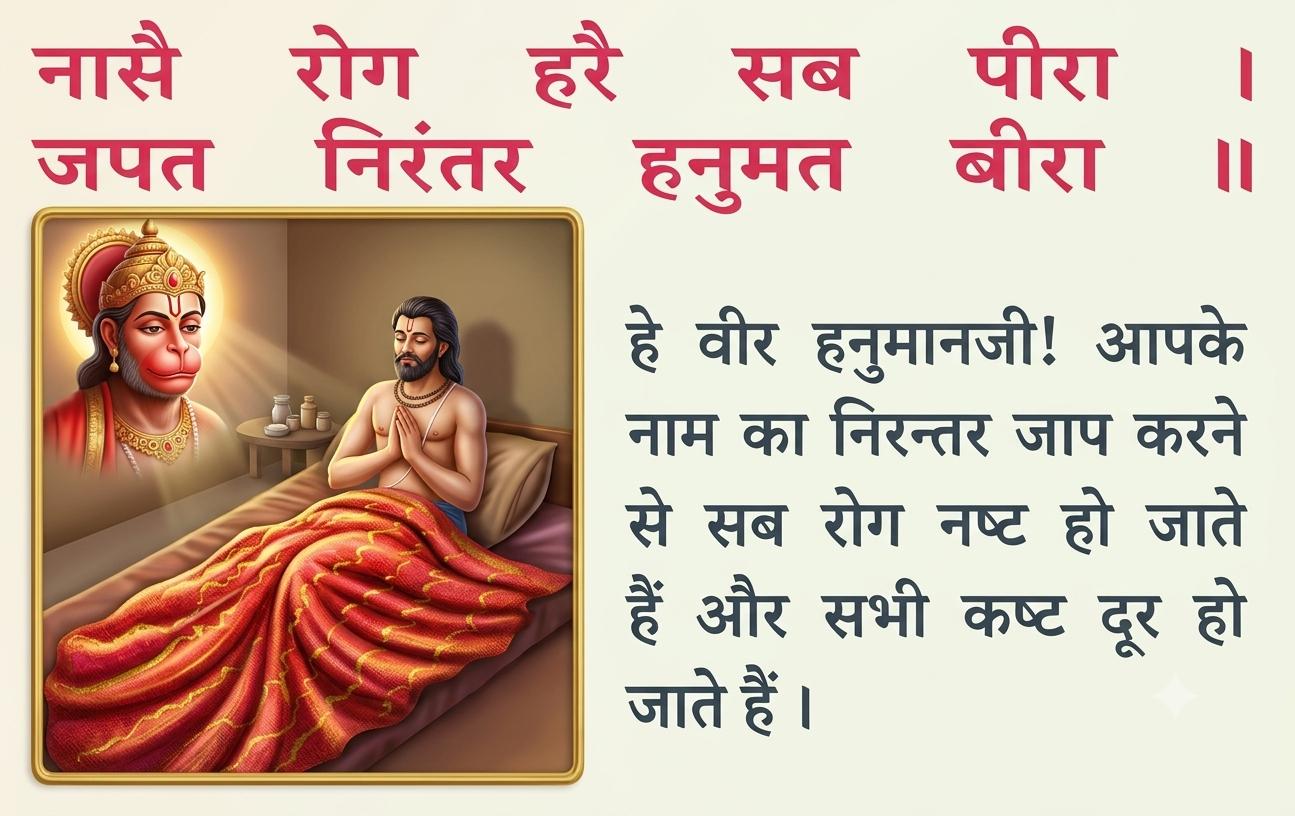 नासै रोग हरै सब पीरा ।
जपत निरंतर हनुमत बीरा ॥
हे वीर हनुमानजी! आपके
नाम का निरन्तर जाप करने
से सब रोग नष्ट हो जाते
हैं और सभी कष्ट दूर हो
जाते हैं ।